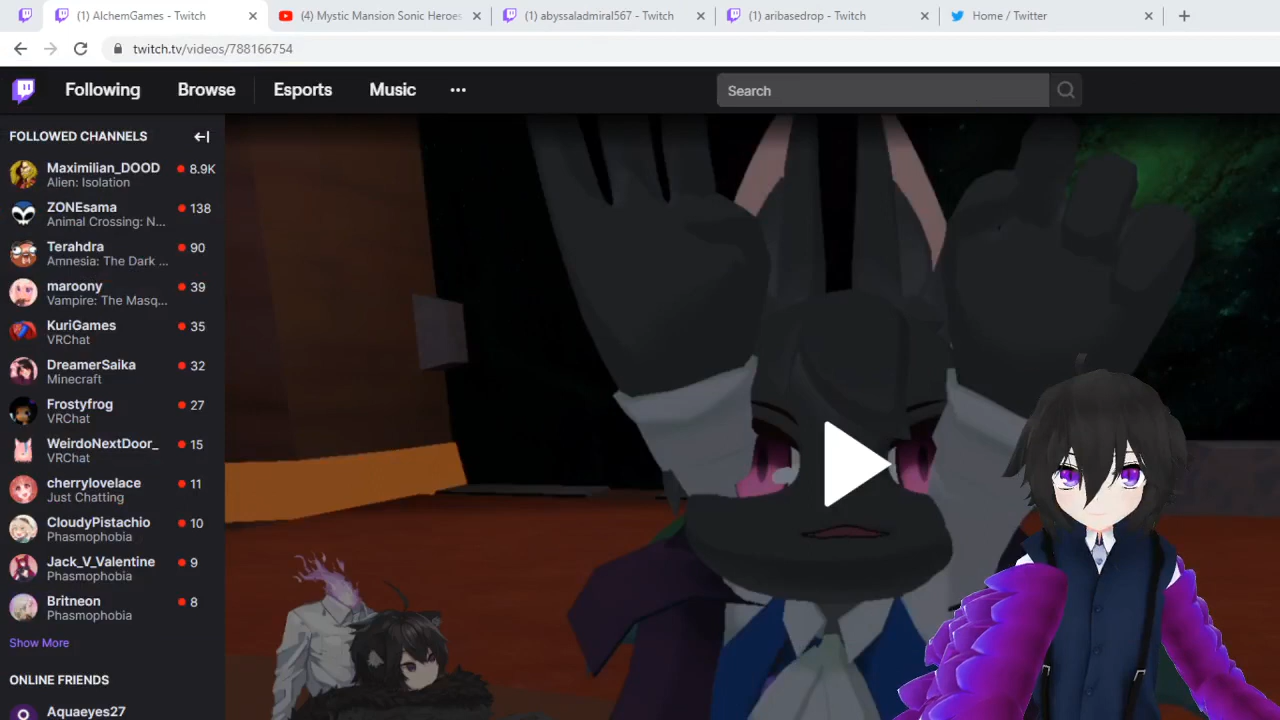 (1) AlchemGames - Twitch
(4) Mystic Mansion Sonic Heroes
(1) abyssaladmiral567 - Twitch
(1) aribasedrop - Twitch
Home / Twitter
twitch.tv/videos/788166754
Following
Browse
Esports
Music
Search
FOLLOWED CHANNELS
Maximilian_DOOD 8.9K
Alien: Isolation
ZONEsama 138
Animal Crossing: N...
Terahdra 90
Amnesia: The Dark ...
maroony 39
Vampire: The Masq...
KuriGames 35
VRChat
DreamerSaika 32
Minecraft
Frostyfrog 27
VRChat
WeirdoNextDoor_ 15
VRChat
cherrylovelace 11
Just Chatting
CloudyPistachio 10
Phasmophobia
Jack_V_Valentine 9
Phasmophobia
Britneon 8
Phasmophobia
Show More
ONLINE FRIENDS
Aquaeyes27